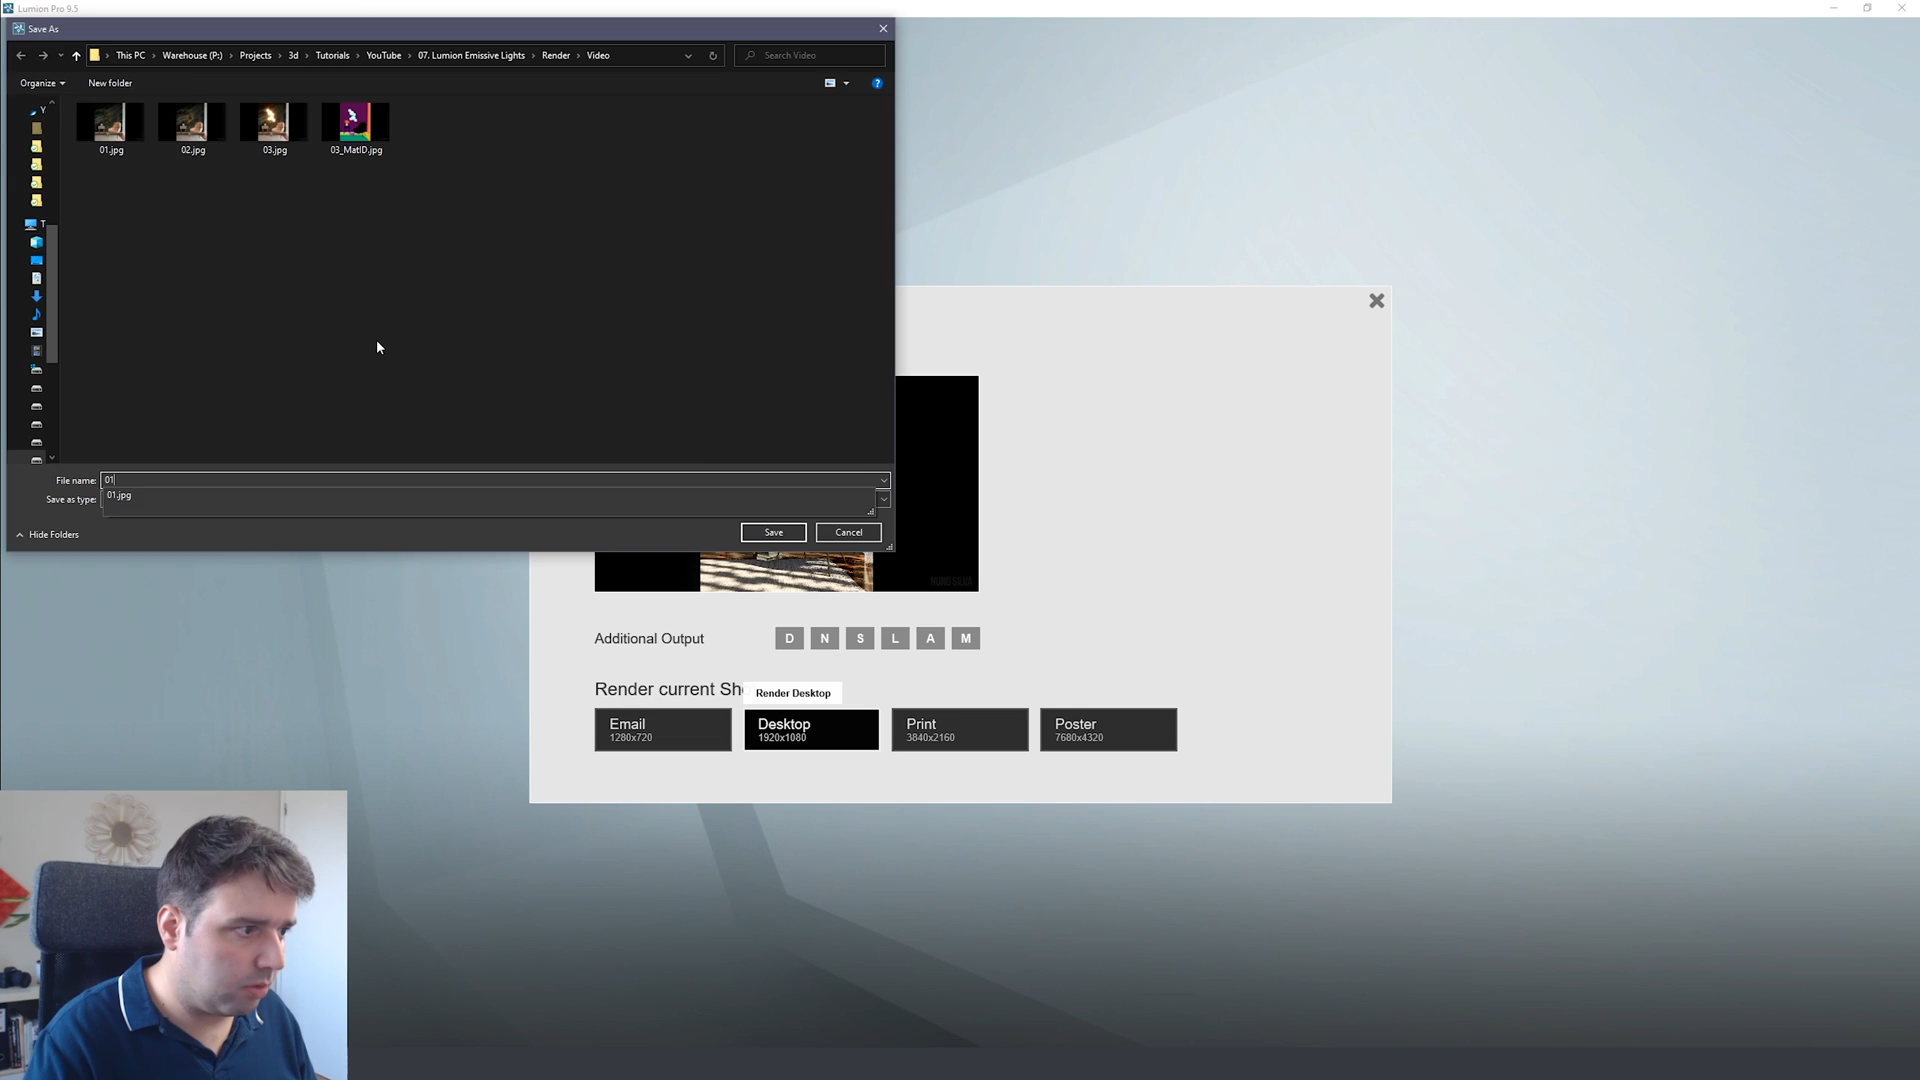 Lumion Pro 9.5
Save As
This PC › Warehouse (P:) › Projects › 3d › Tutorials › YouTube › 07. Lumion Emissive Lights › Render › Video
Search Video
Organize
New folder
Y
01.jpg
02.jpg
03.jpg
03_MatID.jpg
T
File name: 01
Save as type:
01.jpg
Hide Folders
Save
Cancel
NUNO SILVA
Additional Output
D N S L A M
Render current Sh
Render Desktop
Email
1280x720
Desktop
1920x1080
Print
3840x2160
Poster
7680x4320